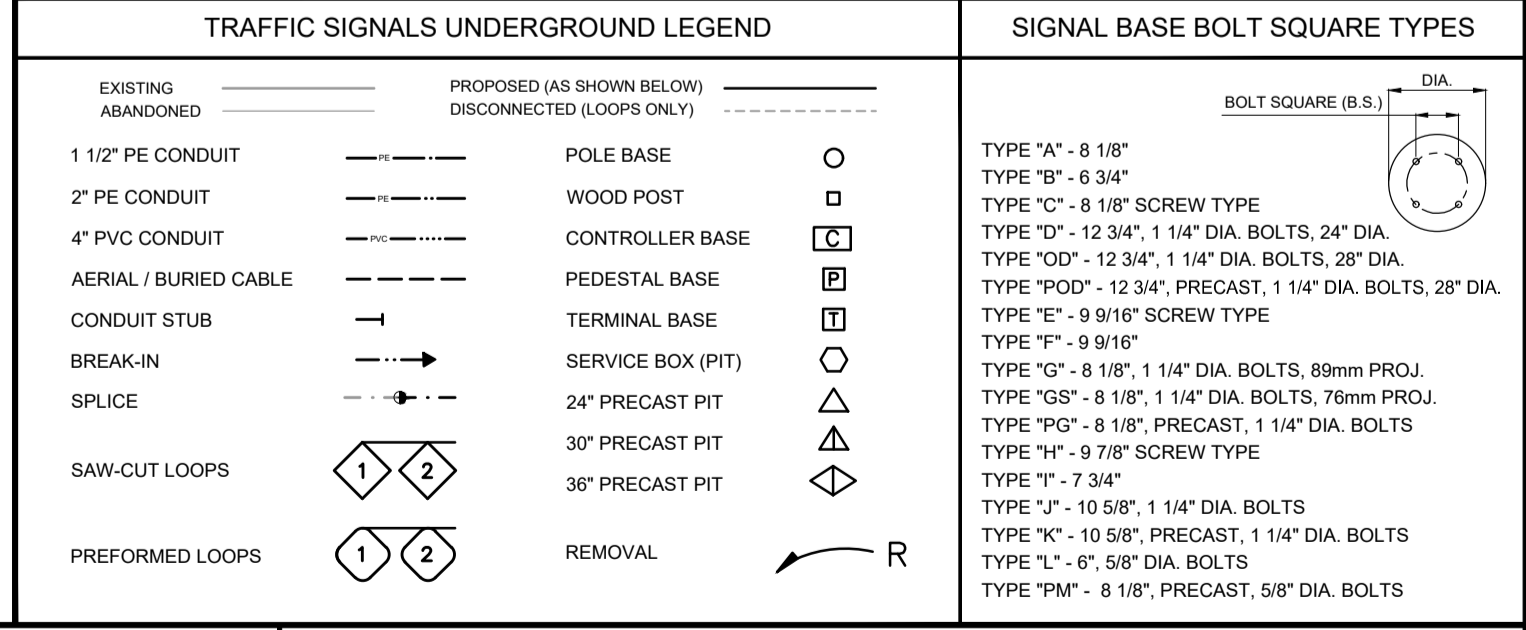 TRAFFIC SIGNALS UNDERGROUND LEGEND
EXISTING
ABANDONED
PROPOSED (AS SHOWN BELOW)
DISCONNECTED (LOOPS ONLY)
1 1/2" PE CONDUIT PE
2" PE CONDUIT PE
4" PVC CONDUIT PVC
AERIAL / BURIED CABLE
CONDUIT STUB
BREAK-IN
SPLICE
SAW-CUT LOOPS 1 2
PREFORMED LOOPS 1 2
POLE BASE
WOOD POST
CONTROLLER BASE C
PEDESTAL BASE P
TERMINAL BASE T
SERVICE BOX (PIT)
24" PRECAST PIT
30" PRECAST PIT
36" PRECAST PIT
REMOVAL R
SIGNAL BASE BOLT SQUARE TYPES
DIA.
BOLT SQUARE (B.S.)
TYPE "A" - 8 1/8"
TYPE "B" - 6 3/4"
TYPE "C" - 8 1/8" SCREW TYPE
TYPE "D" - 12 3/4", 1 1/4" DIA. BOLTS, 24" DIA.
TYPE "OD" - 12 3/4", 1 1/4" DIA. BOLTS, 28" DIA.
TYPE "POD" - 12 3/4", PRECAST, 1 1/4" DIA. BOLTS, 28" DIA.
TYPE "E" - 9 9/16" SCREW TYPE
TYPE "F" - 9 9/16"
TYPE "G" - 8 1/8", 1 1/4" DIA. BOLTS, 89mm PROJ.
TYPE "GS" - 8 1/8", 1 1/4" DIA. BOLTS, 76mm PROJ.
TYPE "PG" - 8 1/8", PRECAST, 1 1/4" DIA. BOLTS
TYPE "H" - 9 7/8" SCREW TYPE
TYPE "I" - 7 3/4"
TYPE "J" - 10 5/8", 1 1/4" DIA. BOLTS
TYPE "K" - 10 5/8", PRECAST, 1 1/4" DIA. BOLTS
TYPE "L" - 6", 5/8" DIA. BOLTS
TYPE "PM" - 8 1/8", PRECAST, 5/8" DIA. BOLTS